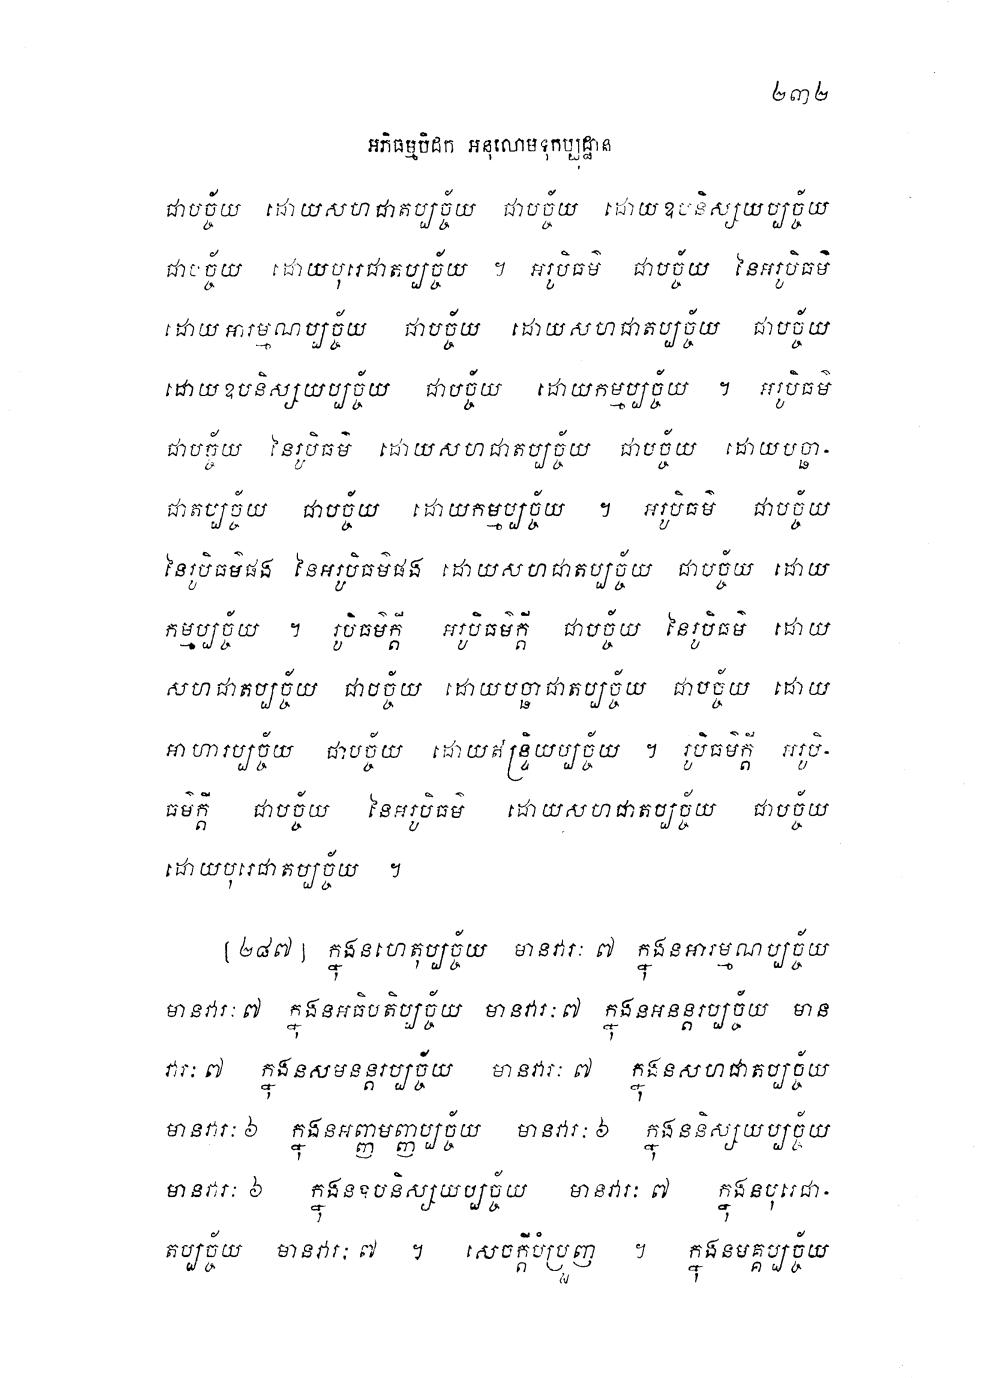 ២៣២
អភិធម្មបិដក អនុលោមទុកប្បដ្ឋាន
ជាបច្ច័យ ដោយសហជាតប្បច្ច័យ ជាបច្ច័យ ដោយឧបនិស្សយប្បច្ច័យ
ជាបច្ច័យ ដោយបុរេជាតប្បច្ច័យ ។ អរូបិធម៌ ជាបច្ច័យ នៃអរូបិធម៌
ដោយអារម្មណប្បច្ច័យ ជាបច្ច័យ ដោយសហជាតប្បច្ច័យ ជាបច្ច័យ
ដោយឧបនិស្សយប្បច្ច័យ ជាបច្ច័យ ដោយកម្មប្បច្ច័យ ។ អរូបិធម៌
ជាបច្ច័យ នៃរូបិធម៌ ដោយសហជាតប្បច្ច័យ ជាបច្ច័យ ដោយបច្ឆា-
ជាតប្បច្ច័យ ជាបច្ច័យ ដោយកម្មប្បច្ច័យ ។ អរូបិធម៌ ជាបច្ច័យ
នៃរូបិធម៌ផង នៃអរូបិធម៌ផង ដោយសហជាតប្បច្ច័យ ជាបច្ច័យ ដោយ
កម្មប្បច្ច័យ ។ រូបិធម៌ក្តី អរូបិធម៌ក្តី ជាបច្ច័យ នៃរូបិធម៌ ដោយ
សហជាតប្បច្ច័យ ជាបច្ច័យ ដោយបច្ឆាជាតប្បច្ច័យ ជាបច្ច័យ ដោយ
អាហារប្បច្ច័យ ជាបច្ច័យ ដោយឥន្ទ្រិយប្បច្ច័យ ។ រូបិធម៌ក្តី អរូបិ-
ធម៌ក្តី ជាបច្ច័យ នៃអរូបិធម៌ ដោយសហជាតប្បច្ច័យ ជាបច្ច័យ
ដោយបុរេជាតប្បច្ច័យ ។
[២៨៧] ក្នុងនហេតុប្បច្ច័យ មានវារៈ ៧ ក្នុងនអារម្មណប្បច្ច័យ
មានវារៈ ៧ ក្នុងនអធិបតិប្បច្ច័យ មានវារៈ ៧ ក្នុងនអនន្តរប្បច្ច័យ មាន
វារៈ ៧ ក្នុងនសមនន្តរប្បច្ច័យ មានវារៈ ៧ ក្នុងនសហជាតប្បច្ច័យ
មានវារៈ ៦ ក្នុងនអញ្ញាមញ្ញប្បច្ច័យ មានវារៈ ៦ ក្នុងននិស្សយប្បច្ច័យ
មានវារៈ ៦ ក្នុងនឧបនិស្សយប្បច្ច័យ មានវារៈ ៧ ក្នុងនបុរេជា-
តប្បច្ច័យ មានវារៈ ៧ ។ សេចក្តីបំប្រួញ ។ ក្នុងនមគ្គប្បច្ច័យ